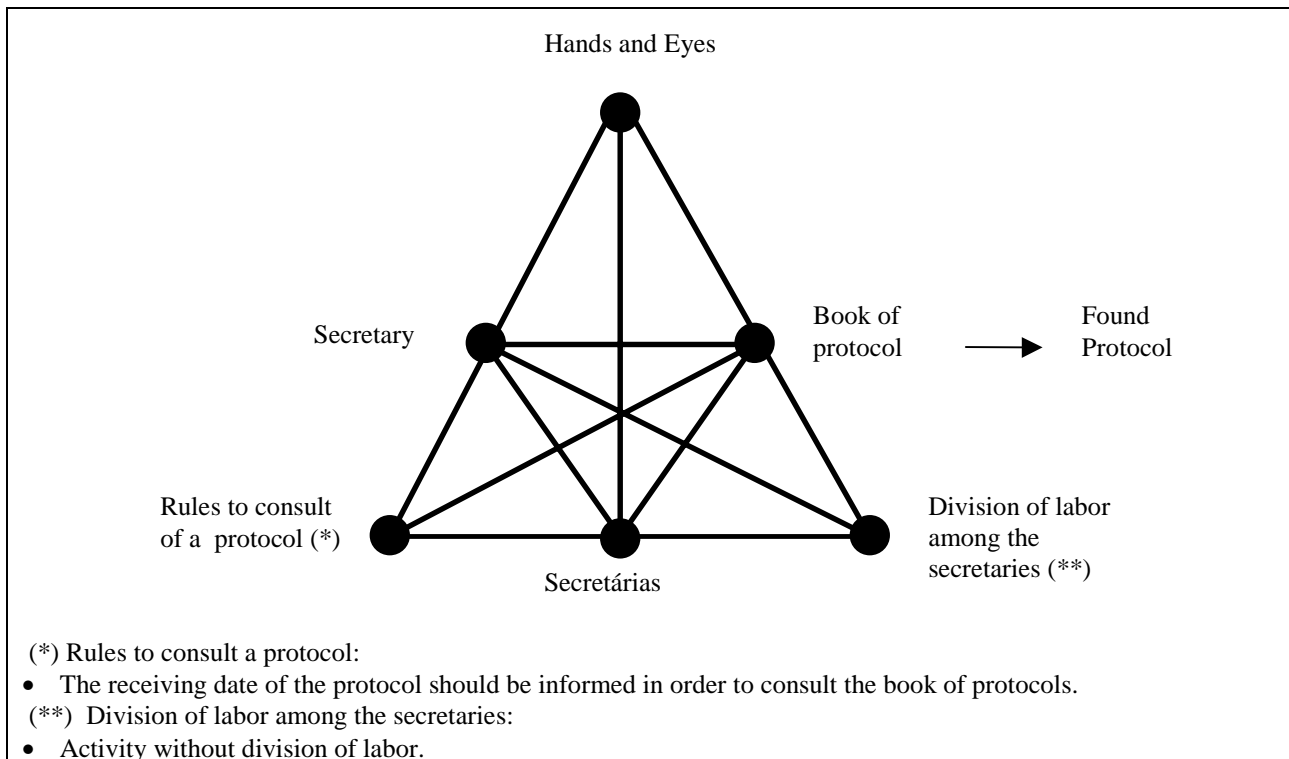 Hands and Eyes
Secretary
Book of
protocol
Found
Protocol
Rules to consult
of a protocol (*)
Secretárias
Division of labor
among the
secretaries (**)
(*) Rules to consult a protocol:
• The receiving date of the protocol should be informed in order to consult the book of protocols.
(**) Division of labor among the secretaries:
• Activity without division of labor.